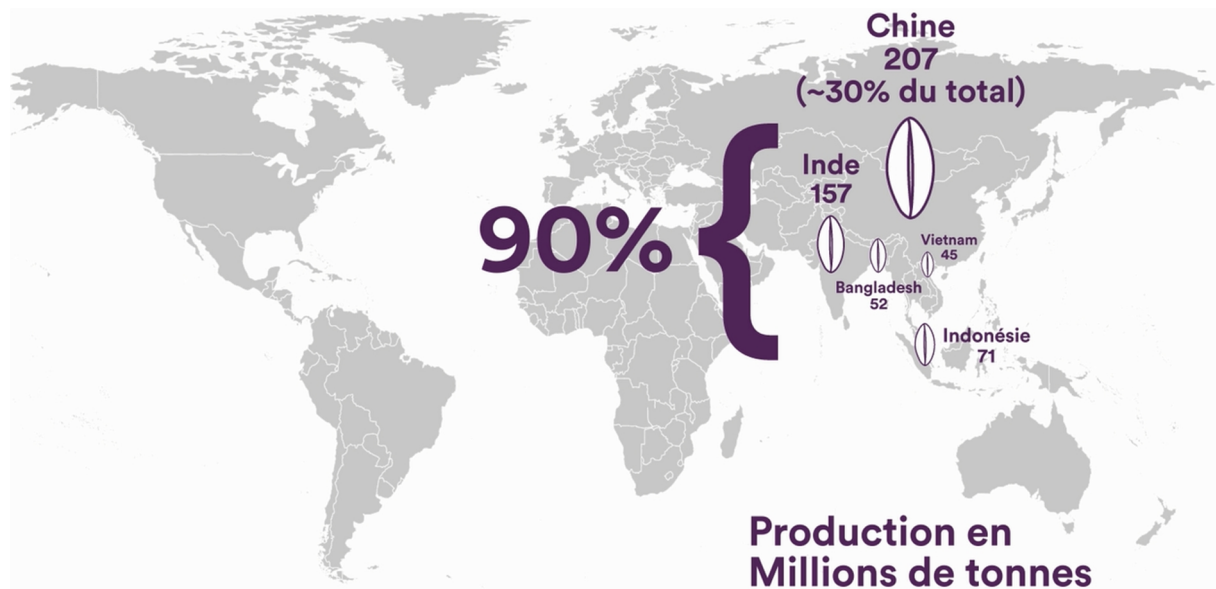 Chine
207
(~30% du total)
Inde
157
90%
{
Vietnam
45
Bangladesh
52
Indonésie
71
Production en
Millions de tonnes